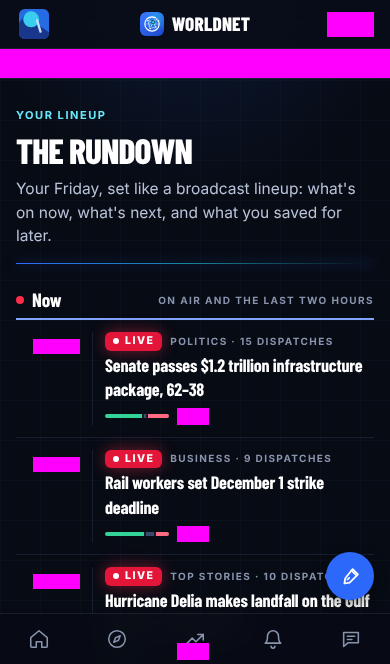 WORLDNET
YOUR LINEUP
THE RUNDOWN
Your Friday, set like a broadcast lineup: what's
on now, what's next, and what you saved for
later.
Now
ON AIR AND THE LAST TWO HOURS
LIVE POLITICS · 15 DISPATCHES
Senate passes $1.2 trillion infrastructure
package, 62–38
LIVE BUSINESS · 9 DISPATCHES
Rail workers set December 1 strike
deadline
LIVE TOP STORIES · 10
Hurricane Delia makes landfall on the Gulf